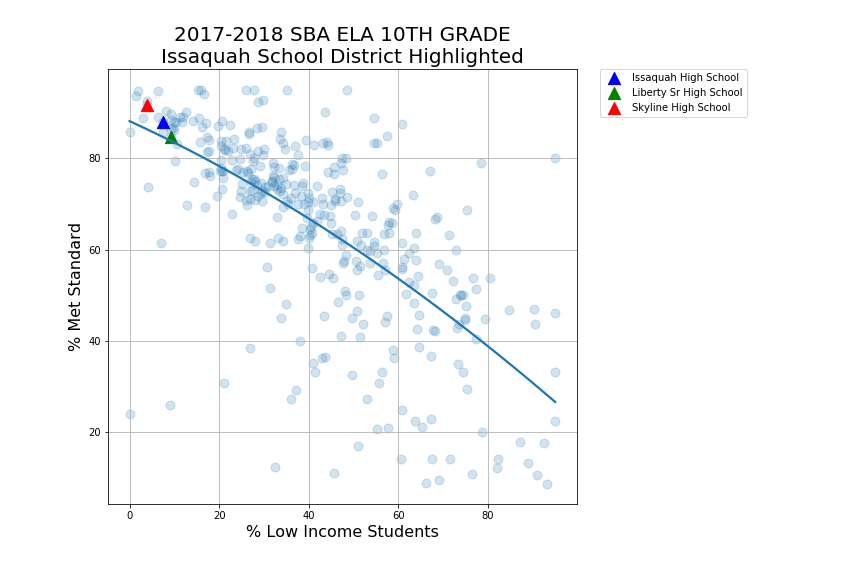 2017-2018 SBA ELA 10TH GRADE
Issaquah School District Highlighted
Issaquah High School
Liberty Sr High School
Skyline High School
% Met Standard
80
60
40
20
0
20
40
60
80
% Low Income Students